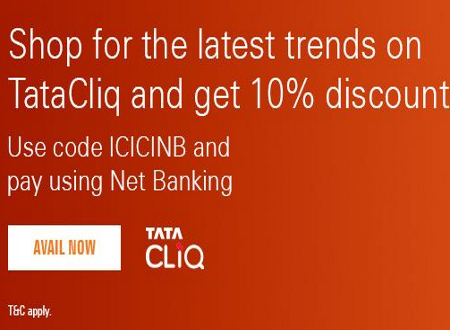 Shop for the latest trends on
TataCliq and get 10% discount
Use code ICICINB and
pay using Net Banking
AVAIL NOW
TATA
CLiQ
T&C apply.